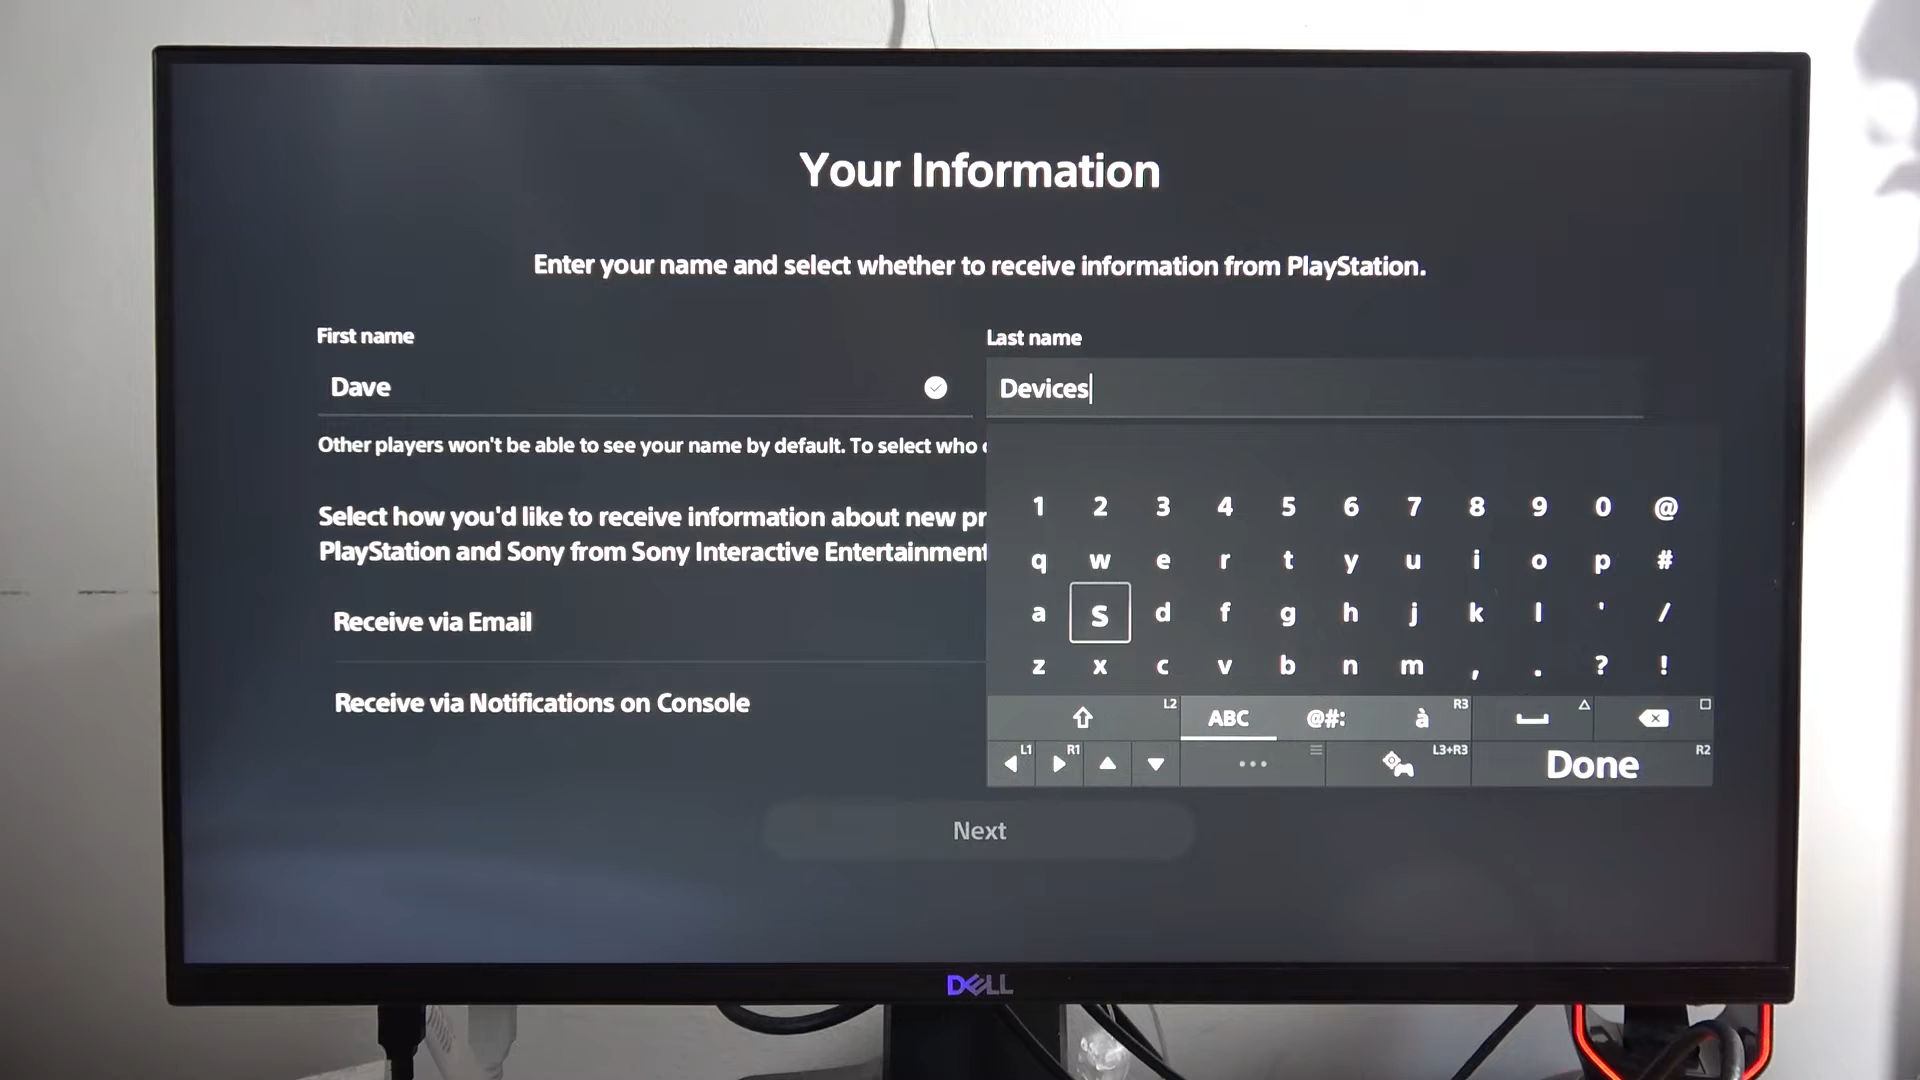 Your Information
Enter your name and select whether to receive information from PlayStation.
First name
Last name
Dave
Devices
Other players won't be able to see your name by default. To select who
Select how you'd like to receive information about new pr
PlayStation and Sony from Sony Interactive Entertainment
Receive via Email
Receive via Notifications on Console
1 2 3 4 5 6 7 8 9 0 @
q w e r t y u i o p #
a s d f g h j k l ' /
z x c v b n m , . ? !
L2 ABC @#: à R3
L1 R1 ... L3+R3 Done R2
Next
DELL